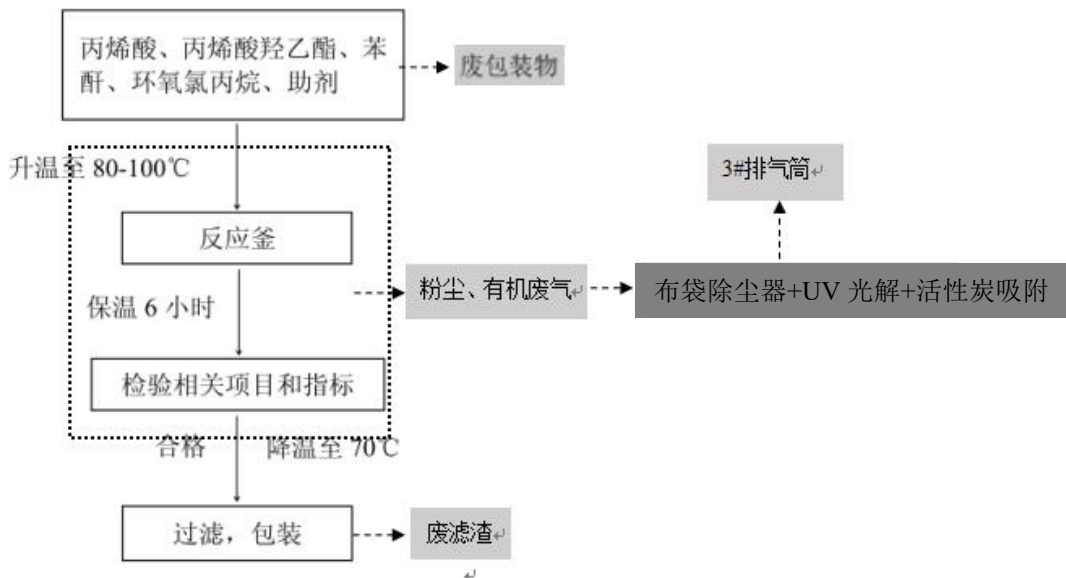 丙烯酸、丙烯酸羟乙酯、苯
酐、环氧氯丙烷、助剂
废包装物
升温至 80-100℃
3#排气筒
反应釜
粉尘、有机废气
布袋除尘器+UV 光解+活性炭吸附
保温 6 小时
检验相关项目和指标
合格
降温至 70℃
过滤，包装
废滤渣